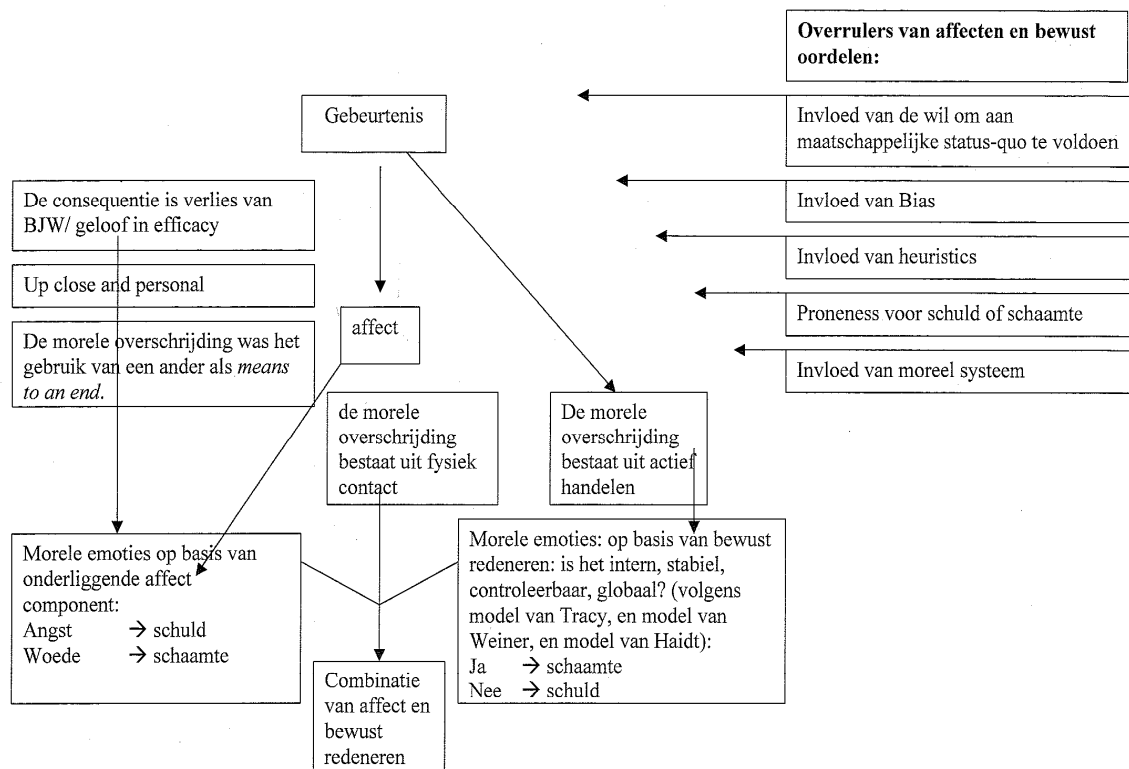 Overrulers van affecten en bewust
oordelen:
Gebeurtenis
Invloed van de wil om aan
maatschappelijke status-quo te voldoen
De consequentie is verlies van
BJW/ geloof in efficacy
Invloed van Bias
Up close and personal
Invloed van heuristics
affect
Proneness voor schuld of schaamte
De morele overschrijding was het
gebruik van een ander als means
to an end.
Invloed van moreel systeem
de morele
overschrijding
bestaat uit fysiek
contact
De morele
overschrijding
bestaat uit actief
handelen
Morele emoties op basis van
onderliggende affect
component:
Angst → schuld
Woede → schaamte
Morele emoties: op basis van bewust
redeneren: is het intern, stabiel,
controleerbaar, globaal? (volgens
model van Tracy, en model van
Weiner, en model van Haidt):
Ja → schaamte
Nee → schuld
Combinatie
van affect en
bewust
redeneren